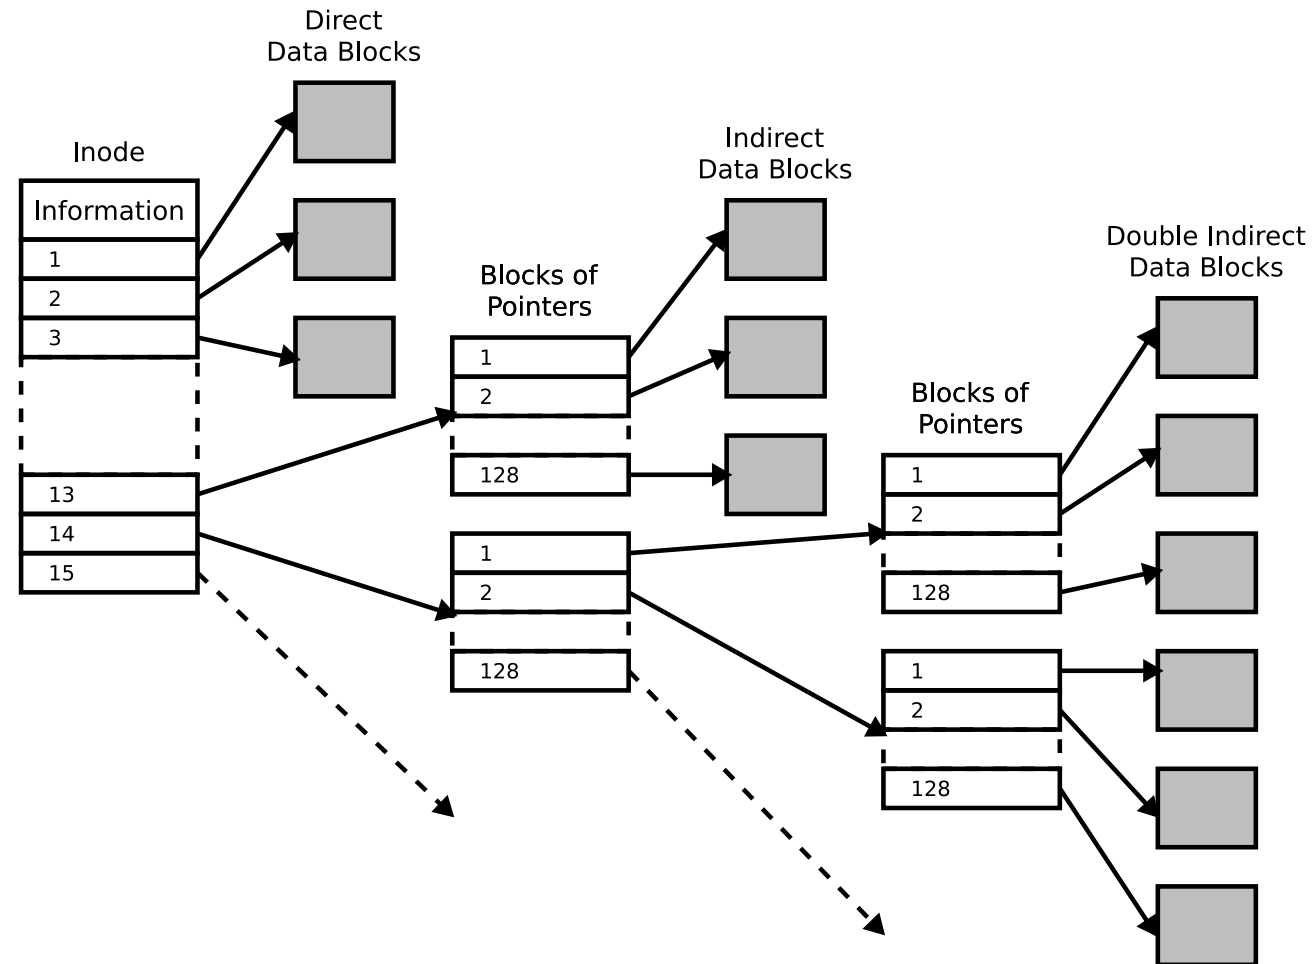 Direct
Data Blocks
Inode
Information
1
2
3
13
14
15
Blocks of
Pointers
1
2
128
1
2
128
Indirect
Data Blocks
Blocks of
Pointers
1
2
128
1
2
128
Double Indirect
Data Blocks